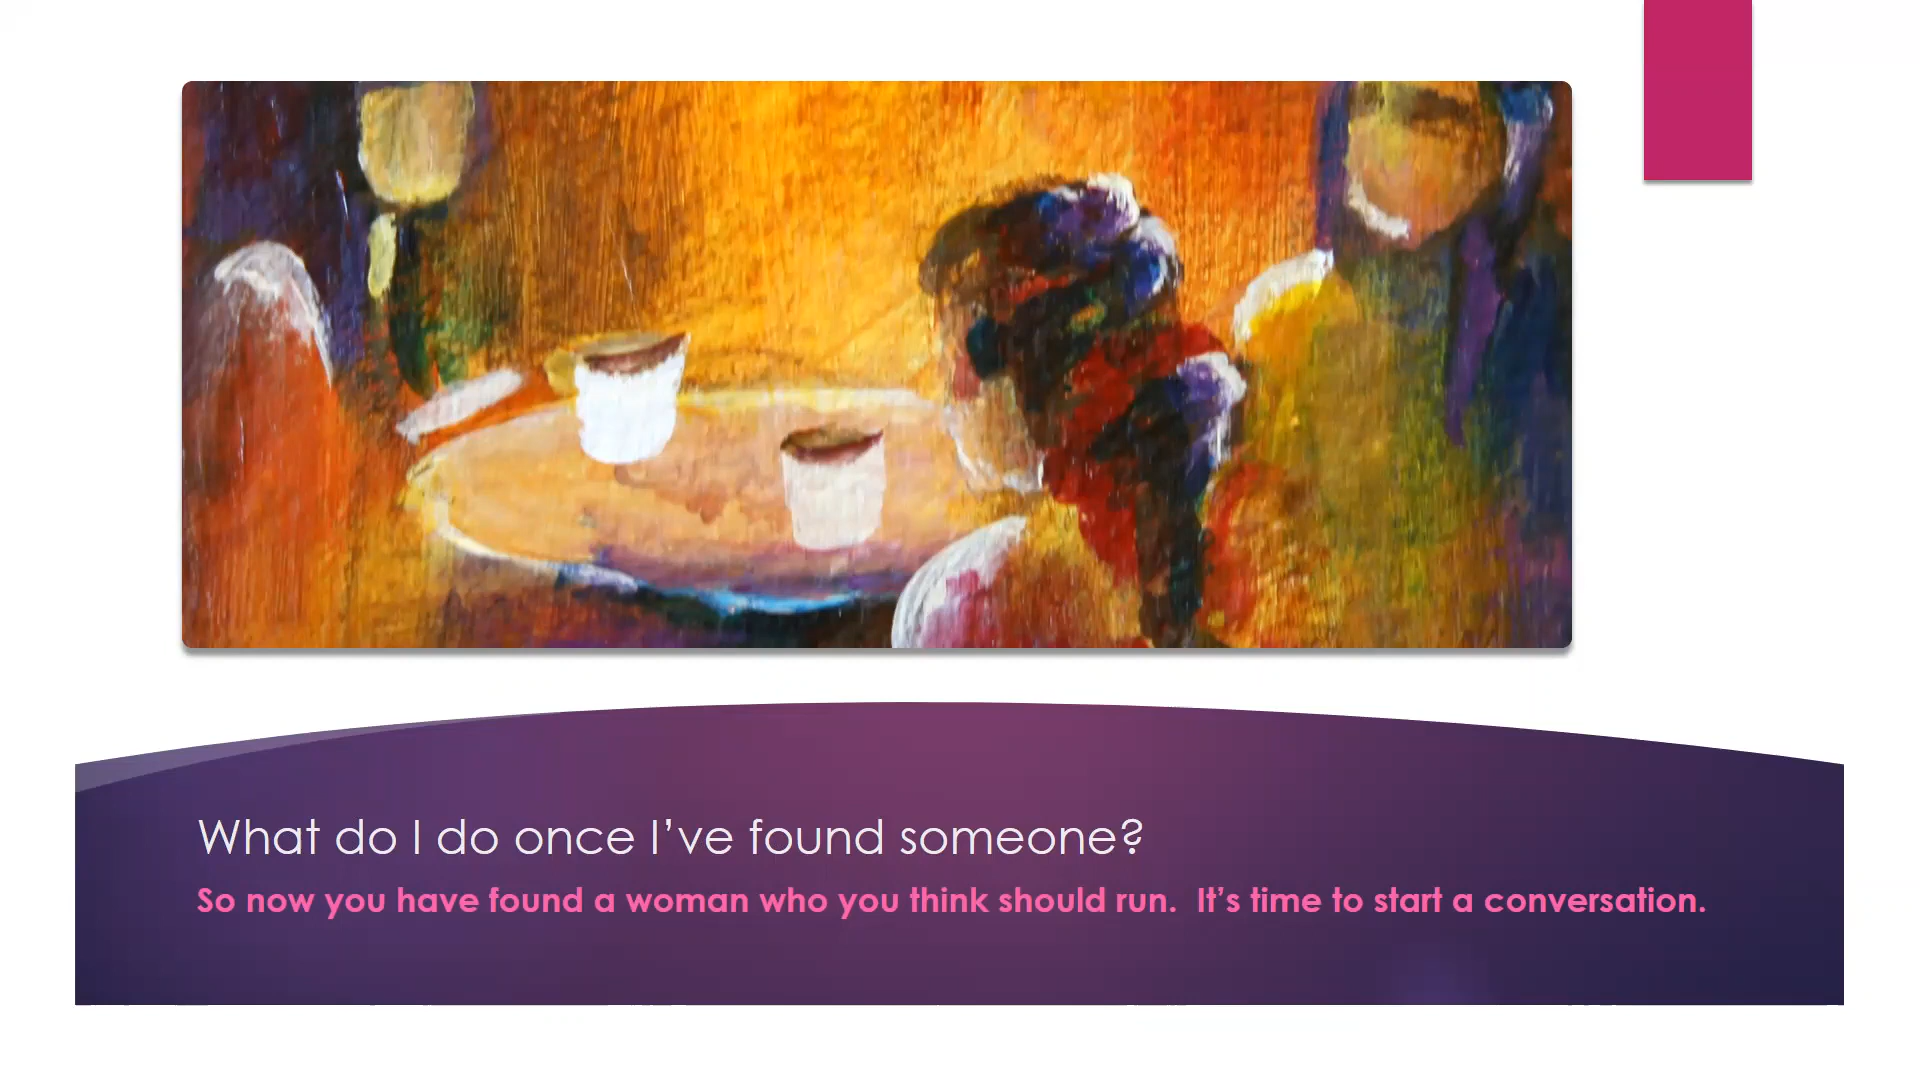 What do I do once I’ve found someone?
So now you have found a woman who you think should run.  It’s time to start a conversation.